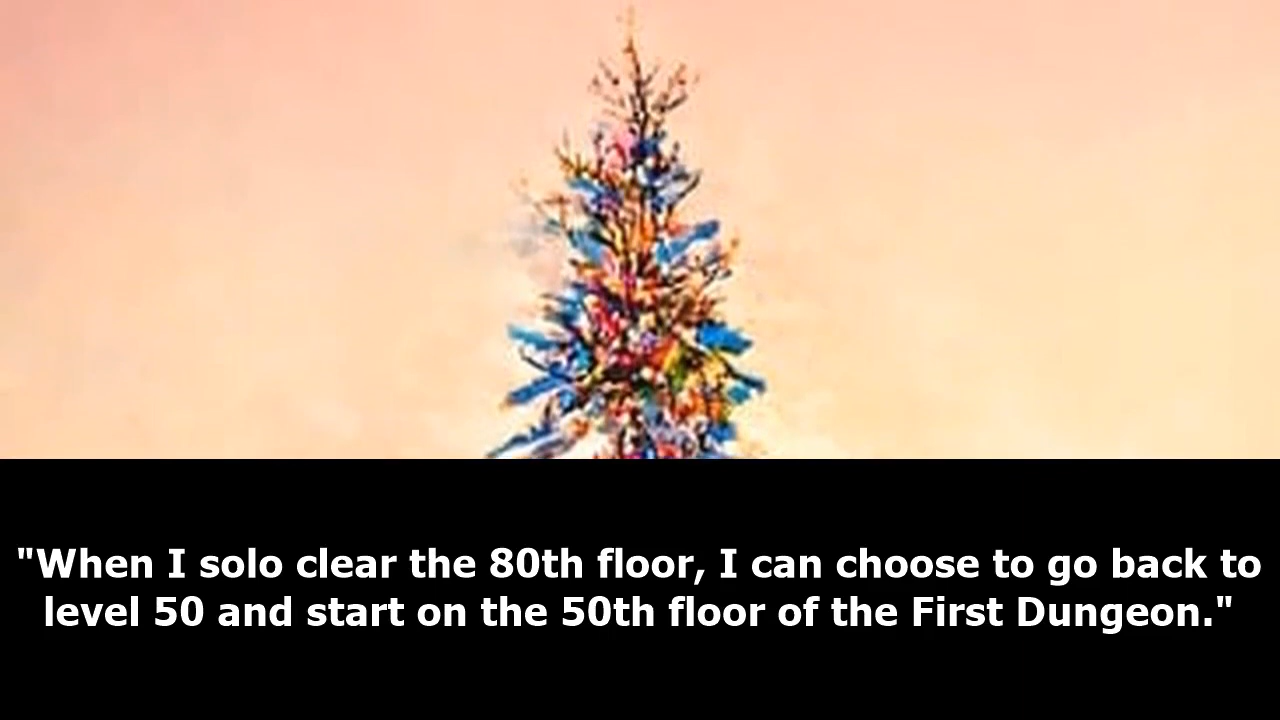 "When I solo clear the 80th floor, I can choose to go back to
level 50 and start on the 50th floor of the First Dungeon."